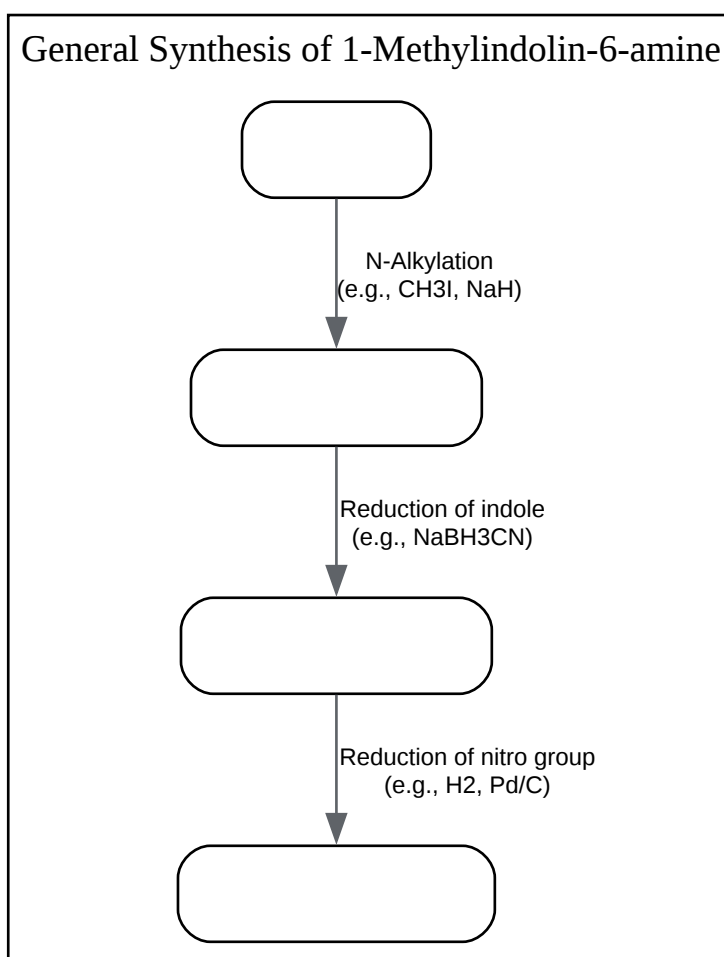 General Synthesis of 1-Methylindolin-6-amine
N-Alkylation
(e.g., CH3I, NaH)
Reduction of indole
(e.g., NaBH3CN)
Reduction of nitro group
(e.g., H2, Pd/C)